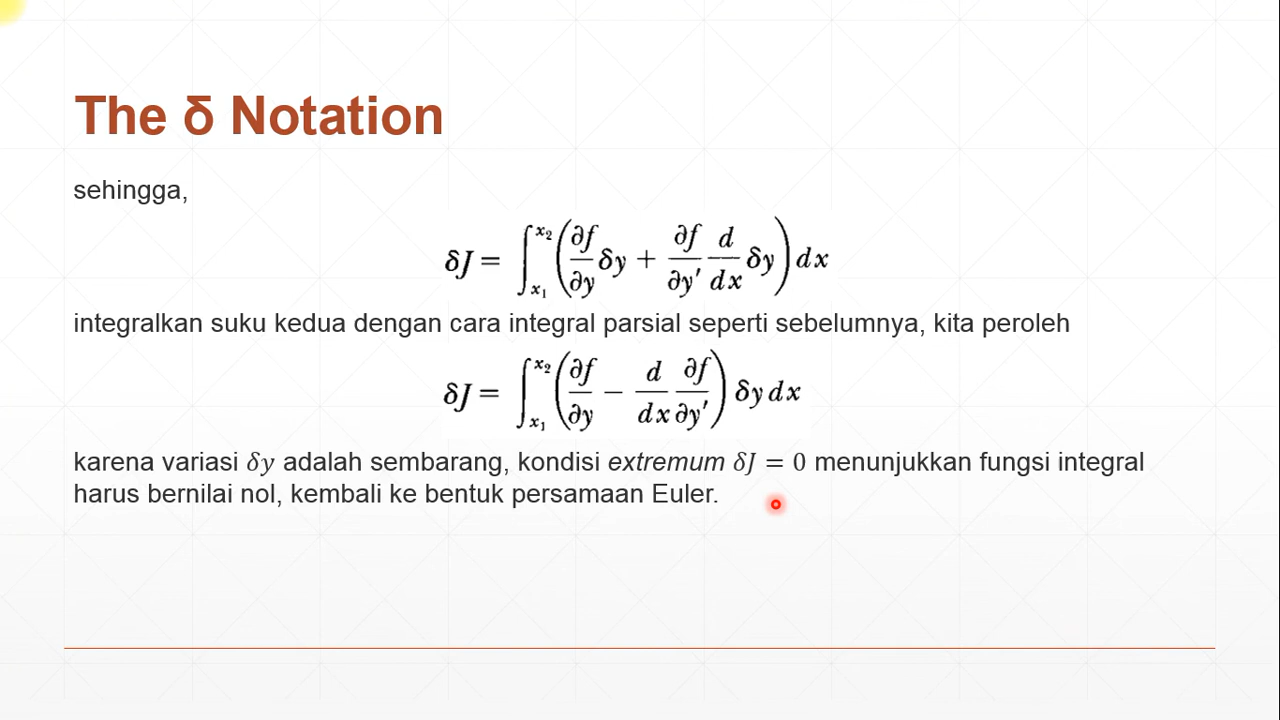 The δ Notation
sehingga,
δJ = ∫_{x₁}^{x₂} (∂f/∂y δy + ∂f/∂y′ d/dx δy) dx
integralkan suku kedua dengan cara integral parsial seperti sebelumnya, kita peroleh
δJ = ∫_{x₁}^{x₂} (∂f/∂y − d/dx ∂f/∂y′) δy dx
karena variasi δy adalah sembarang, kondisi extremum δJ = 0 menunjukkan fungsi integral
harus bernilai nol, kembali ke bentuk persamaan Euler.